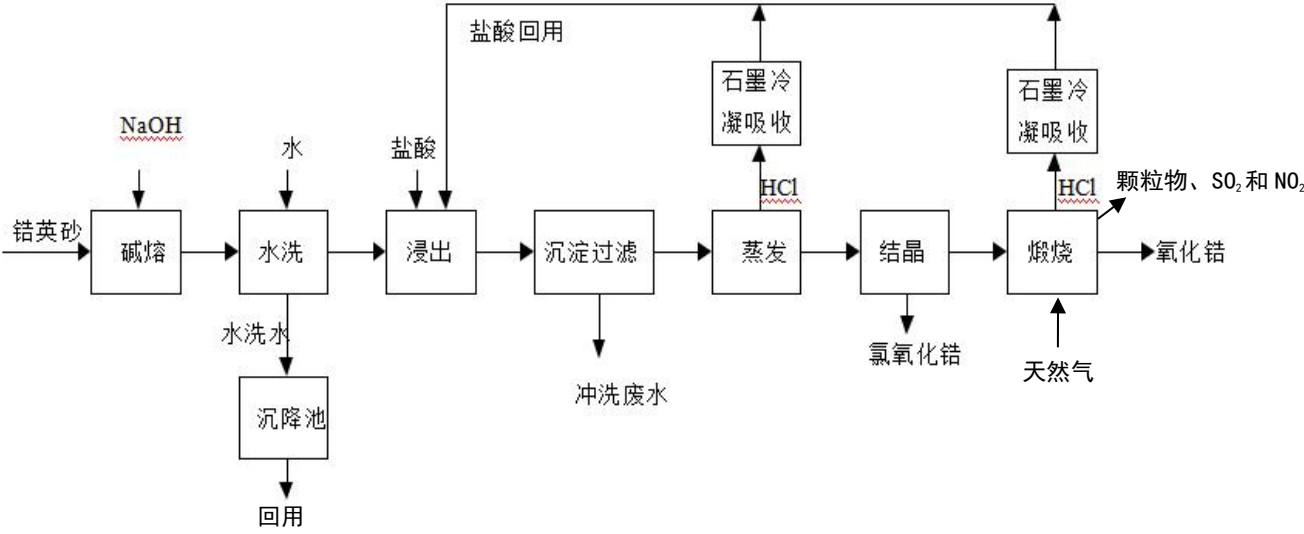 盐酸回用
石墨冷
凝吸收
石墨冷
凝吸收
NaOH
水
盐酸
HCl
HCl
颗粒物、SO₂和NO₂
锆英砂
碱熔
水洗
浸出
沉淀过滤
蒸发
结晶
煅烧
氧化锆
水洗水
冲洗废水
氯氧化锆
天然气
沉降池
回用